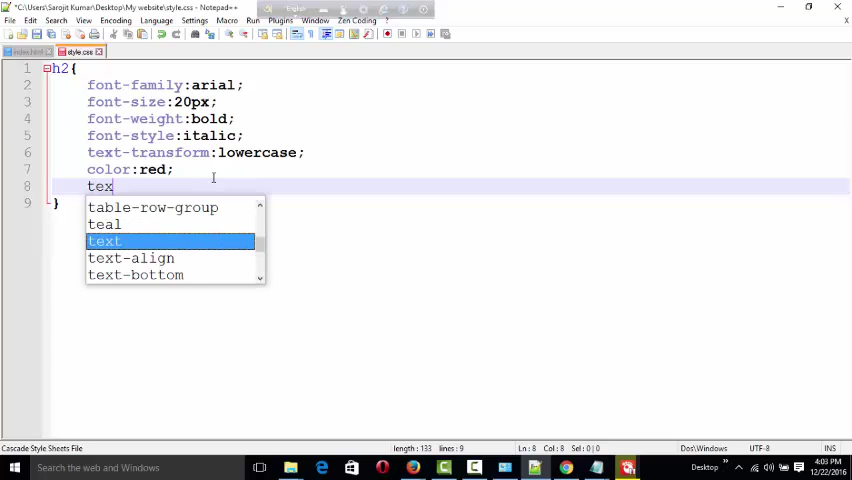 *C:\Users\Sarojit Kumar\Desktop\My website\style.css - Notepad++
English
File Edit Search View Encoding Language Settings Macro Run Plugins Window Zen Coding ?
X
index.html style.css
1 h2{
2 font-family:arial;
3 font-size:20px;
4 font-weight:bold;
5 font-style:italic;
6 text-transform:lowercase;
7 color:red;
8 tex
9 }
table-row-group
teal
text
text-align
text-bottom
Cascade Style Sheets File length : 133 lines : 9 Ln : 8 Col : 8 Sel : 0 | 0 Dos\Windows UTF-8 INS
Search the web and Windows
Desktop
4:03 PM
12/22/2016